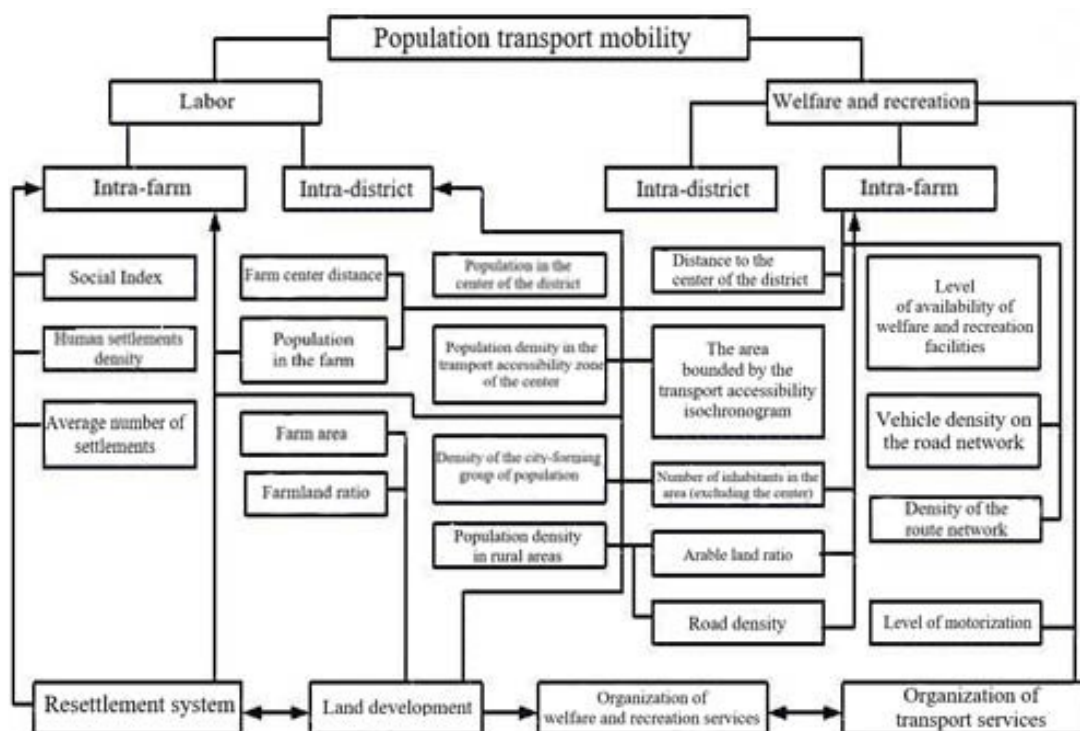 Population transport mobility
Labor
Welfare and recreation
Intra-farm
Intra-district
Intra-district
Intra-farm
Social Index
Human settlements
density
Average number of
settlements
Farm center distance
Population
in the farm
Farm area
Farmland ratio
Population in the
center of the district
Population density in the
transport accessibility zone
of the center
Density of the city-forming
group of population
Population density
in rural areas
Distance to the
center of the district
The area
bounded by the
transport accessibility
isochronogram
Number of inhabitants in the
area (excluding the center)
Arable land ratio
Road density
Level
of availability of
welfare and recreation
facilities
Vehicle density on
the road network
Density of the
route network
Level of motorization
Resettlement system
Land development
Organization of
welfare and recreation services
Organization of
transport services